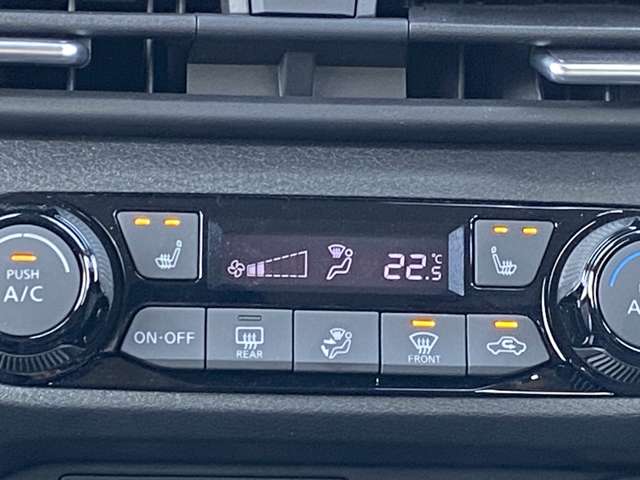 PUSH
A/C
22.5
°C
A
ON-OFF
REAR
FRONT